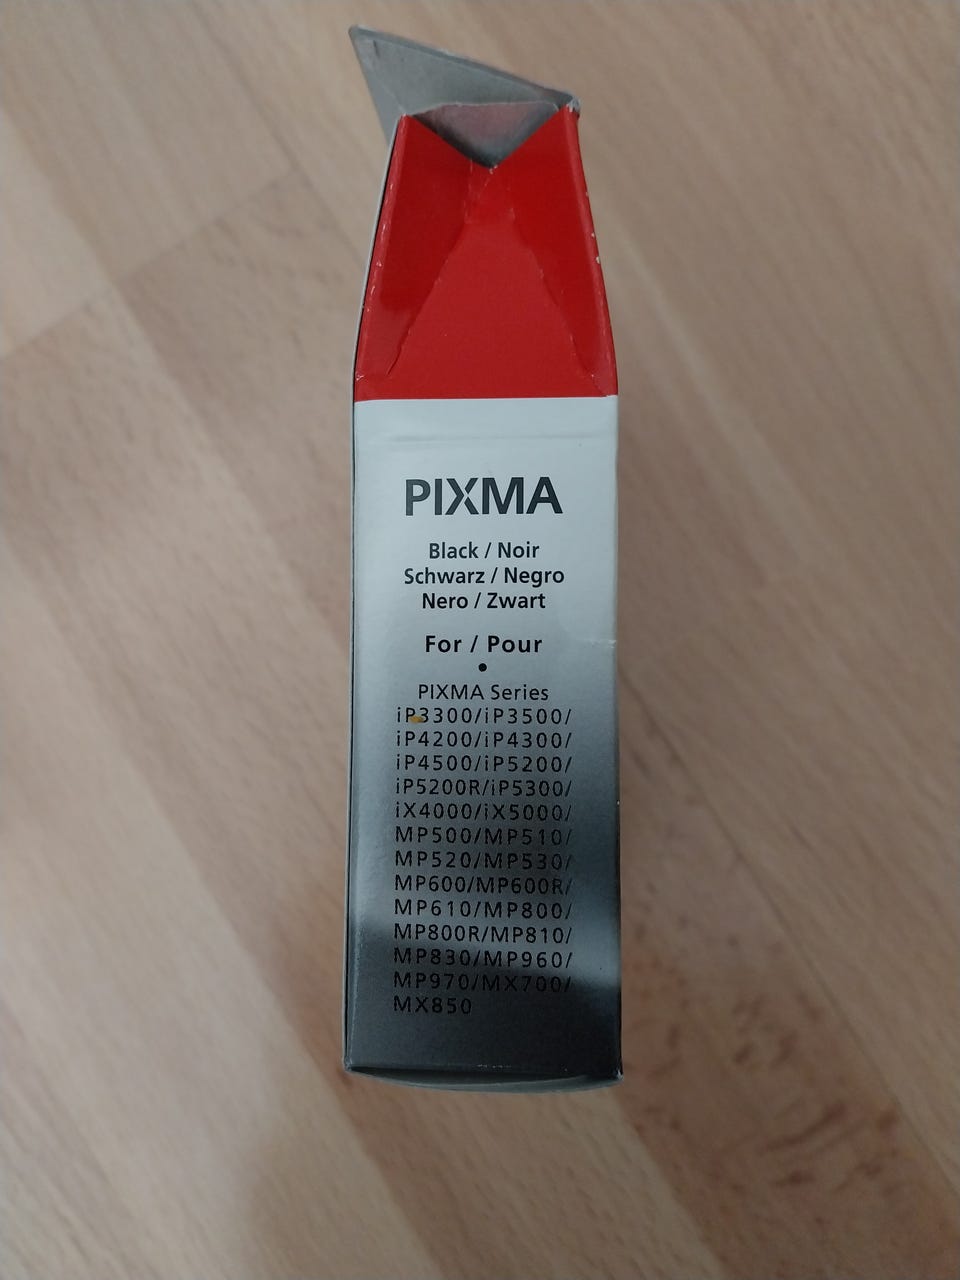 PIXMA
Black / Noir
Schwarz / Negro
Nero / Zwart
For / Pour
•
PIXMA Series
iP3300/iP3500/
iP4200/iP4300/
iP4500/iP5200/
iP5200R/iP5300/
iX4000/iX5000/
MP500/MP510/
MP520/MP530/
MP600/MP600R/
MP610/MP800/
MP800R/MP810/
MP830/MP960/
MP970/MX700/
MX850